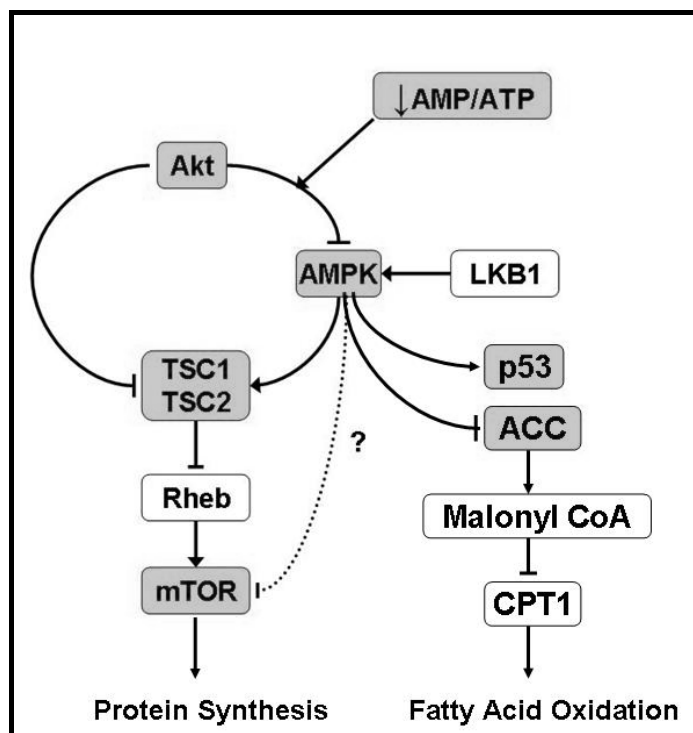 ↓AMP/ATP
Akt
AMPK
LKB1
TSC1
TSC2
p53
ACC
?
Rheb
Malonyl CoA
mTOR
CPT1
Protein Synthesis
Fatty Acid Oxidation